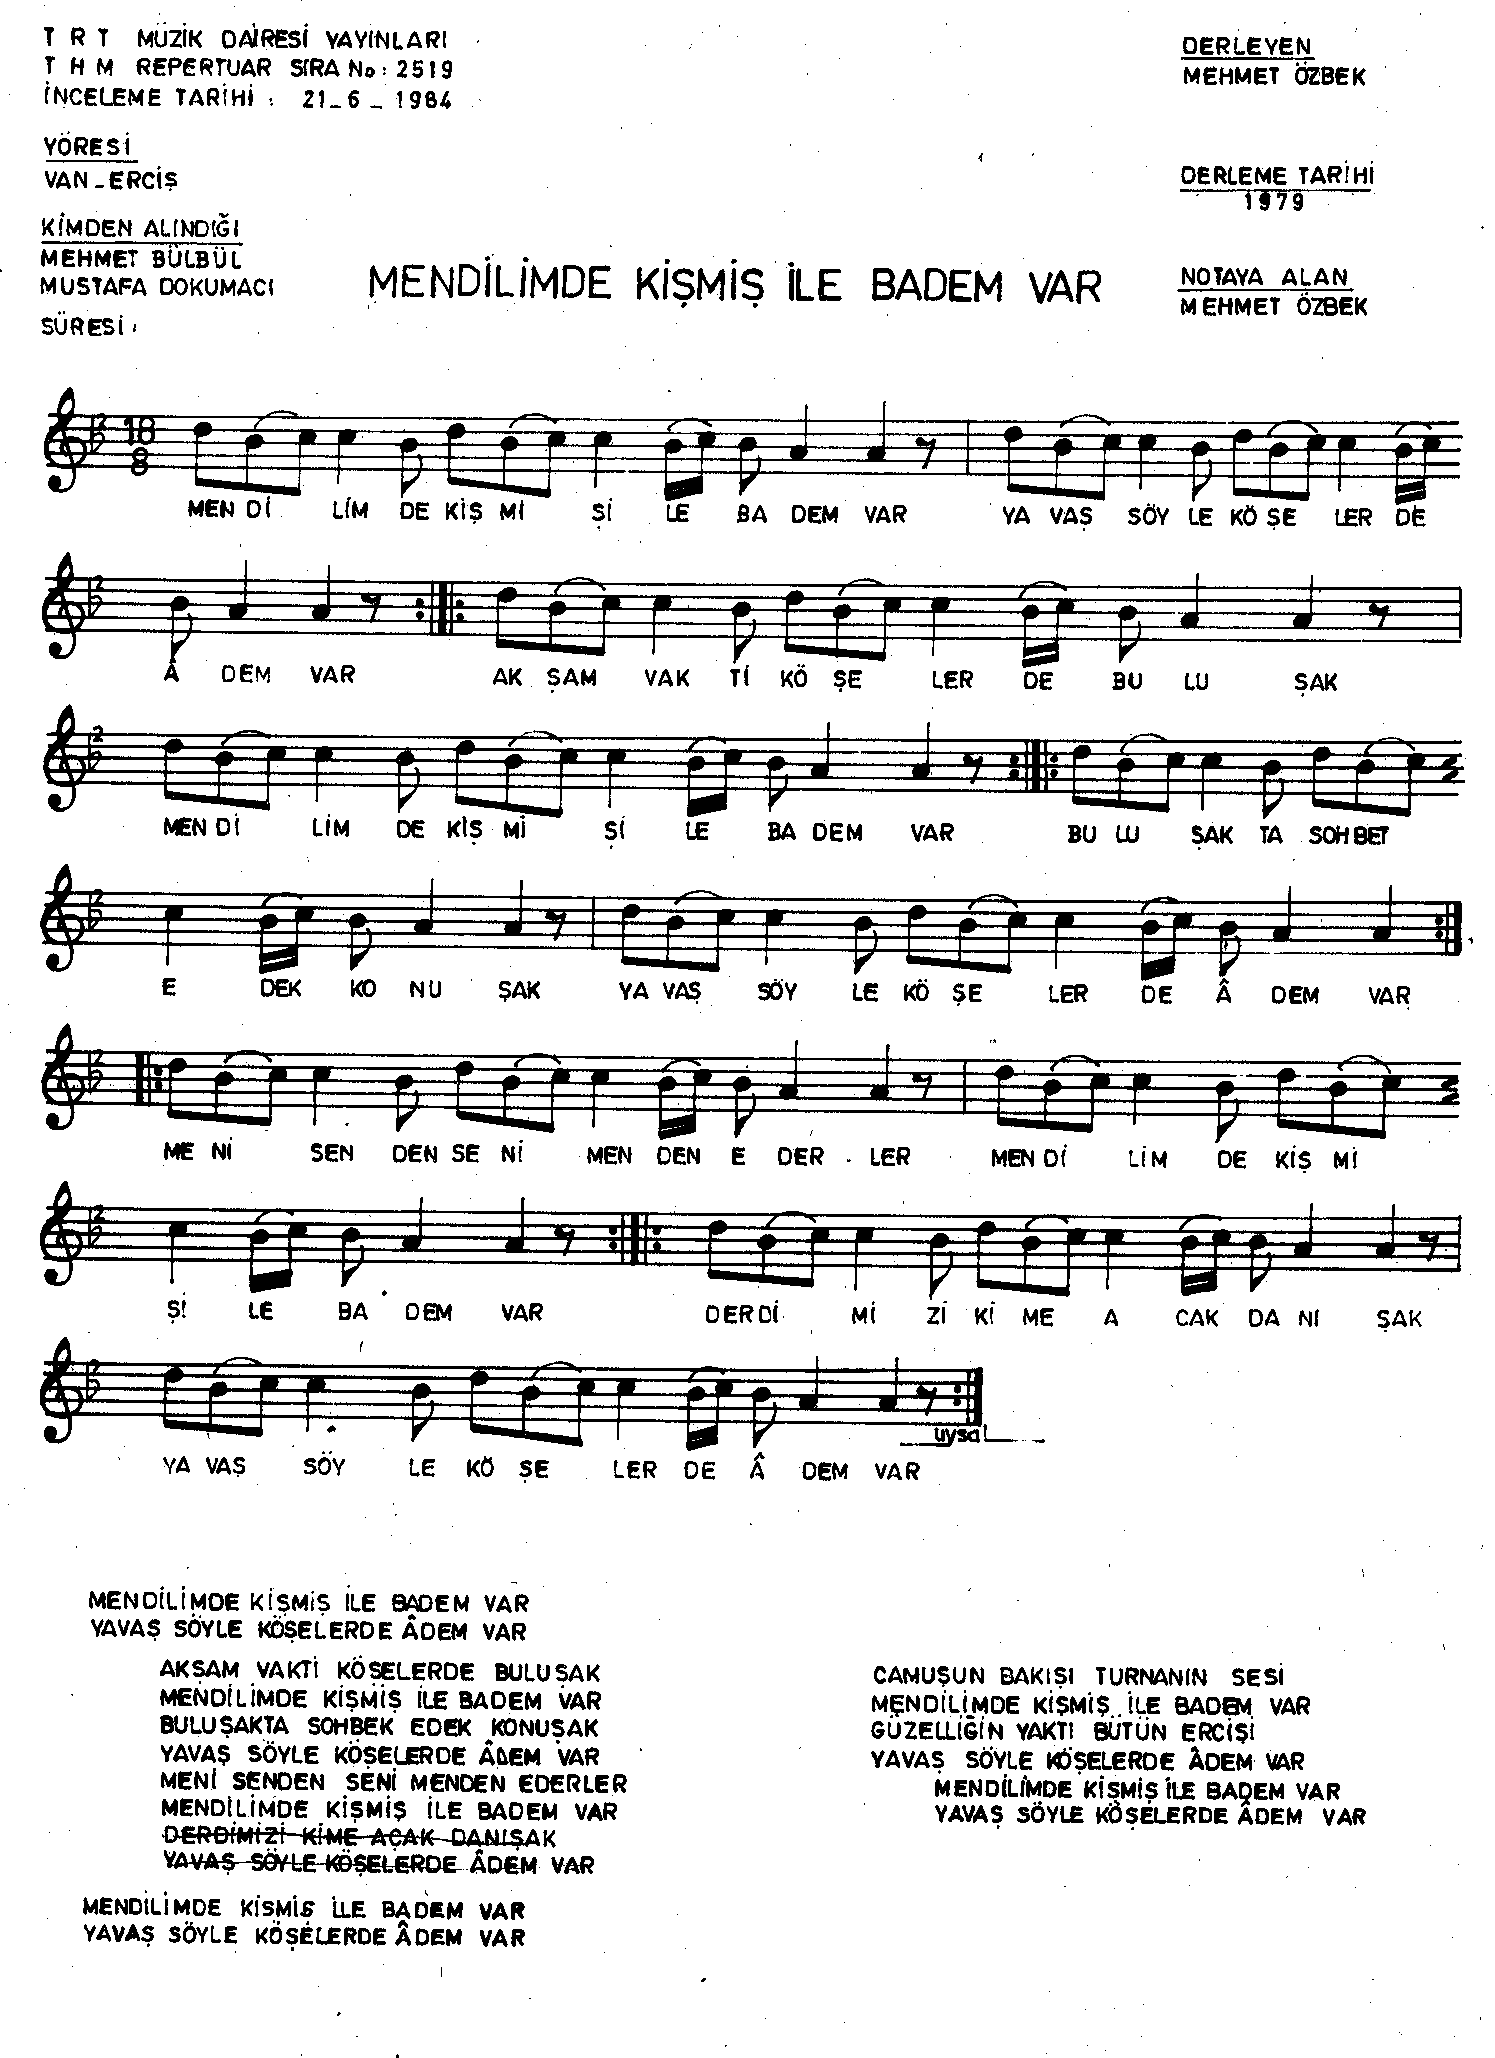 T R T MÜZİK DAİRESİ YAYINLARI
T H M REPERTUAR SIRA No: 2519
İNCELEME TARİHİ : 21_6_1984
YÖRESİ
VAN_ERCİŞ
KİMDEN ALINDIĞI
MEHMET BÜLBÜL
MUSTAFA DOKUMACI
SÜRESİ :
DERLEYEN
MEHMET ÖZBEK
DERLEME TARİHİ
1979
NOTAYA ALAN
MEHMET ÖZBEK
MENDİLİMDE KİŞMİŞ İLE BADEM VAR
18
8
MEN Dİ LİM DE KİŞ Mİ Şİ LE BA DEM VAR YA VAŞ SÖY LE KÖ ŞE LER DE
Â DEM VAR AK ŞAM VAK Tİ KÖ ŞE LER DE BU LU ŞAK
MEN Dİ LİM DE KİŞ Mİ Şİ LE BA DEM VAR BU LU ŞAK TA SOH BET
E DEK KO NU ŞAK YA VAŞ SÖY LE KÖ ŞE LER DE Â DEM VAR
ME Nİ SEN DEN SE Nİ MEN DEN E DER LER MEN Dİ LİM DE KİŞ Mİ
Şİ LE BA DEM VAR DER Dİ Mİ Zİ Kİ ME A CAK DA NI ŞAK
YA VAŞ SÖY LE KÖ ŞE LER DE Â DEM VAR
uysal
MENDİLİMDE KİŞMİŞ İLE BADEM VAR
YAVAŞ SÖYLE KÖŞELERDE ÂDEM VAR
AKŞAM VAKTİ KÖŞELERDE BULUŞAK
MENDİLİMDE KİŞMİŞ İLE BADEM VAR
BULUŞAKTA SOHBEK EDEK KONUŞAK
YAVAŞ SÖYLE KÖŞELERDE ÂDEM VAR
MENİ SENDEN SENİ MENDEN EDERLER
MENDİLİMDE KİŞMİŞ İLE BADEM VAR
DERDİMİZİ KİME AÇAK DANIŞAK
YAVAŞ SÖYLE KÖŞELERDE ÂDEM VAR
MENDİLİMDE KİŞMİŞ İLE BADEM VAR
YAVAŞ SÖYLE KÖŞELERDE ÂDEM VAR
CAMUŞUN BAKIŞI TURNANIN SESİ
MENDİLİMDE KİŞMİŞ İLE BADEM VAR
GÜZELLİĞİN YAKTI BÜTÜN ERCİŞİ
YAVAŞ SÖYLE KÖŞELERDE ÂDEM VAR
MENDİLİMDE KİŞMİŞ İLE BADEM VAR
YAVAŞ SÖYLE KÖŞELERDE ÂDEM VAR